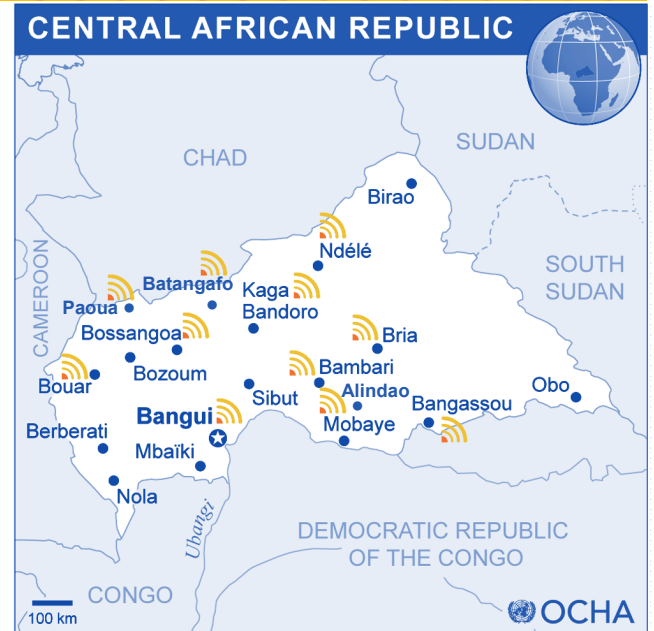 CENTRAL AFRICAN REPUBLIC
SUDAN
CHAD
Birao
Ndélé
SOUTH
SUDAN
CAMEROON
Batangafo
Kaga
Bandoro
Paoua
Bossangoa
Bria
Bozoum
Bouar
Bambari
Alindao
Obo
Sibut
Bangassou
Bangui
Mobaye
Berberati
Mbaïki
Nola
Ubangi
DEMOCRATIC REPUBLIC
OF THE CONGO
CONGO
100 km
OCHA